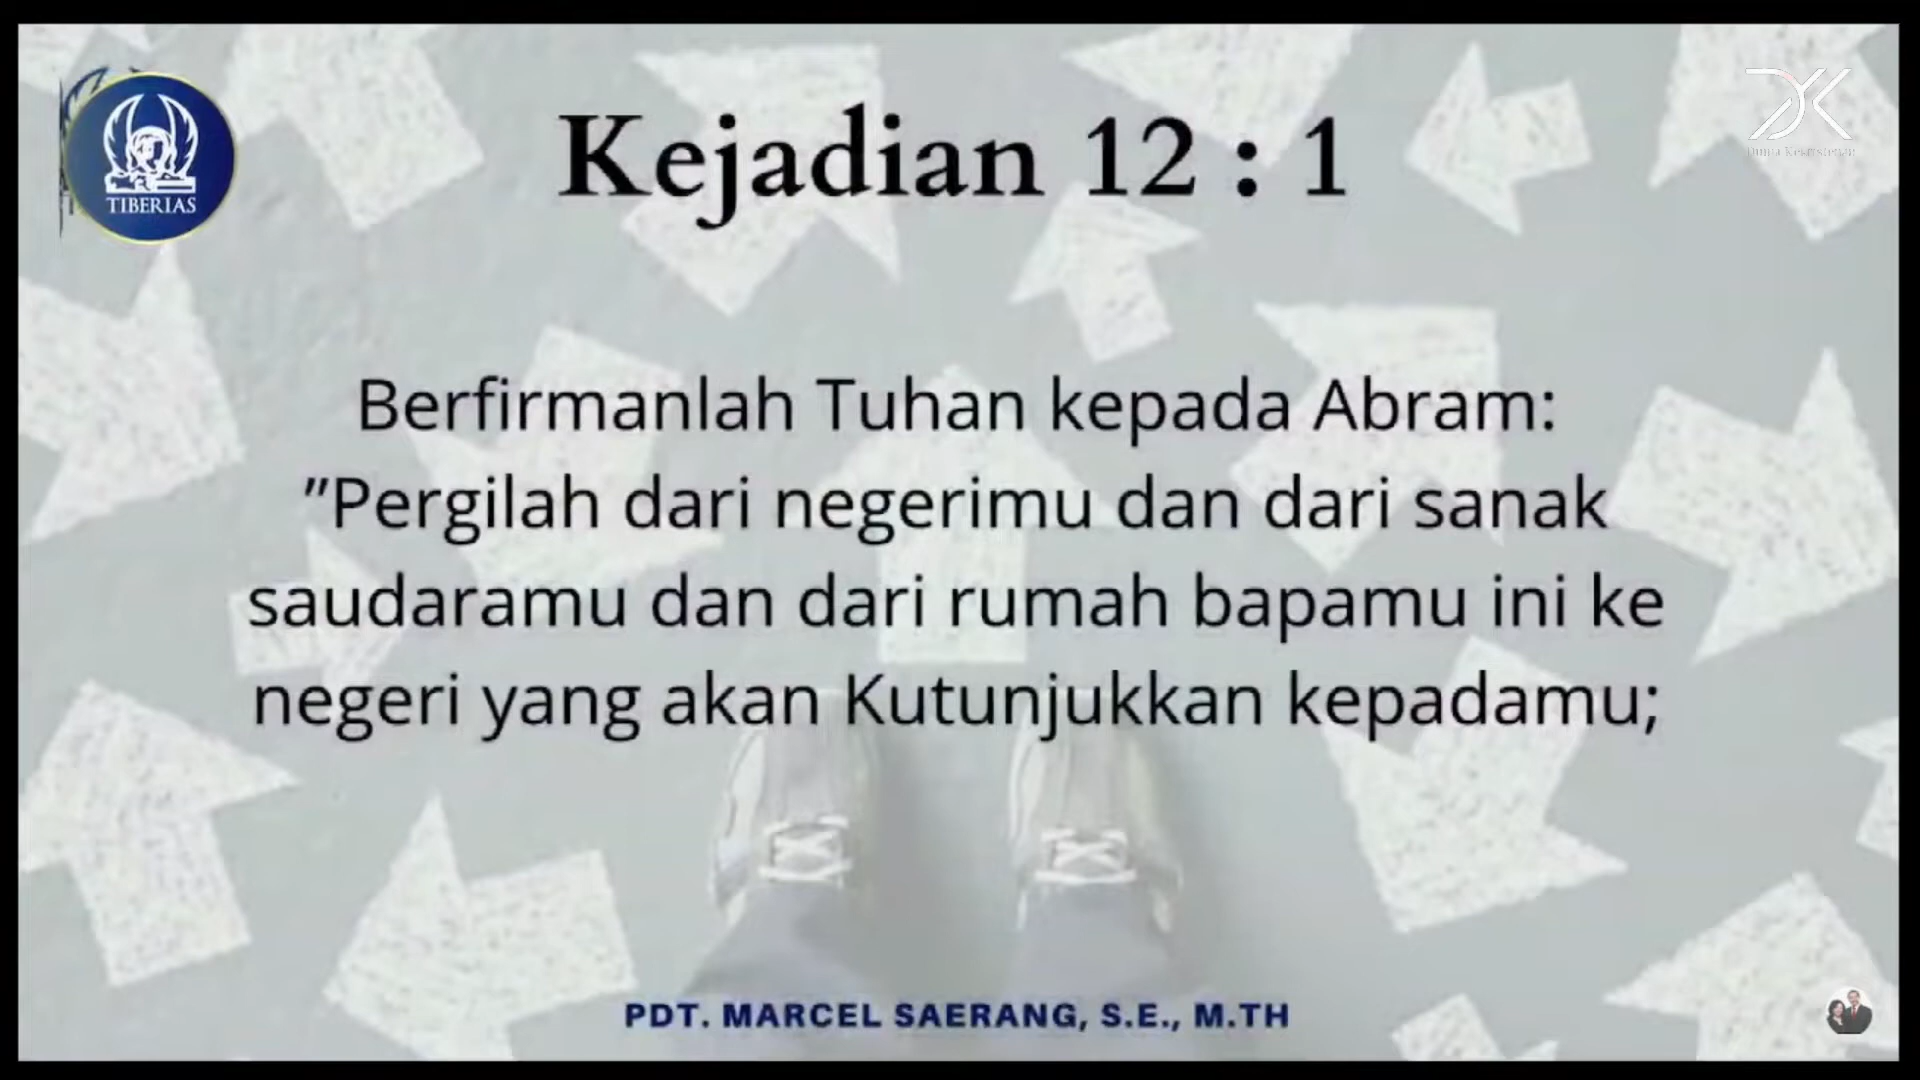 TIBERIAS
Kejadian 12 : 1
Berfirmanlah Tuhan kepada Abram:
"Pergilah dari negerimu dan dari sanak
saudaramu dan dari rumah bapamu ini ke
negeri yang akan Kutunjukkan kepadamu;
PDT. MARCEL SAERANG, S.E., M.TH